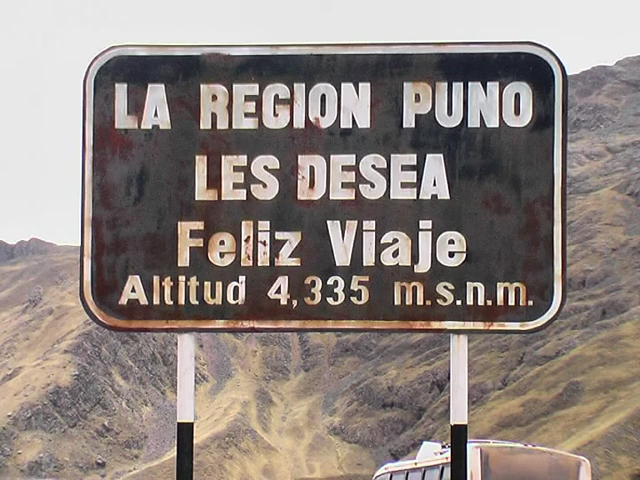 LA REGION PUNO
LES DESEA
Feliz Viaje
Altitud 4,335 m.s.n.m.